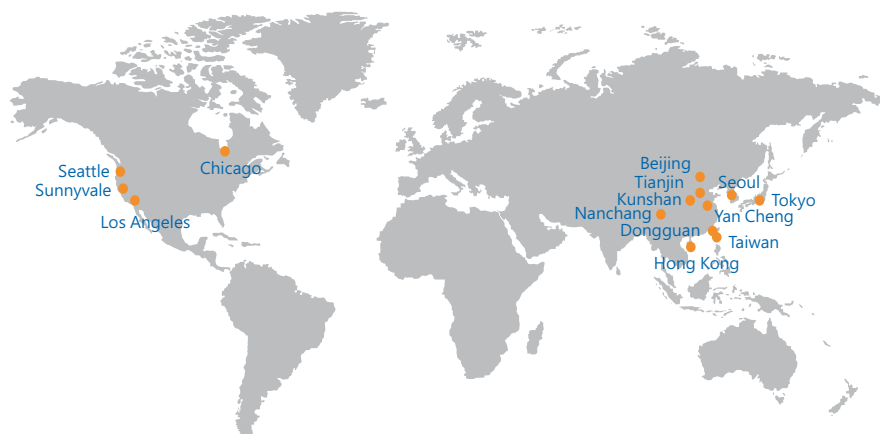 Seattle
Sunnyvale
Los Angeles
Chicago
Beijing
Tianjin
Kunshan
Nanchang
Dongguan
Hong Kong
Seoul
Tokyo
Yan Cheng
Taiwan